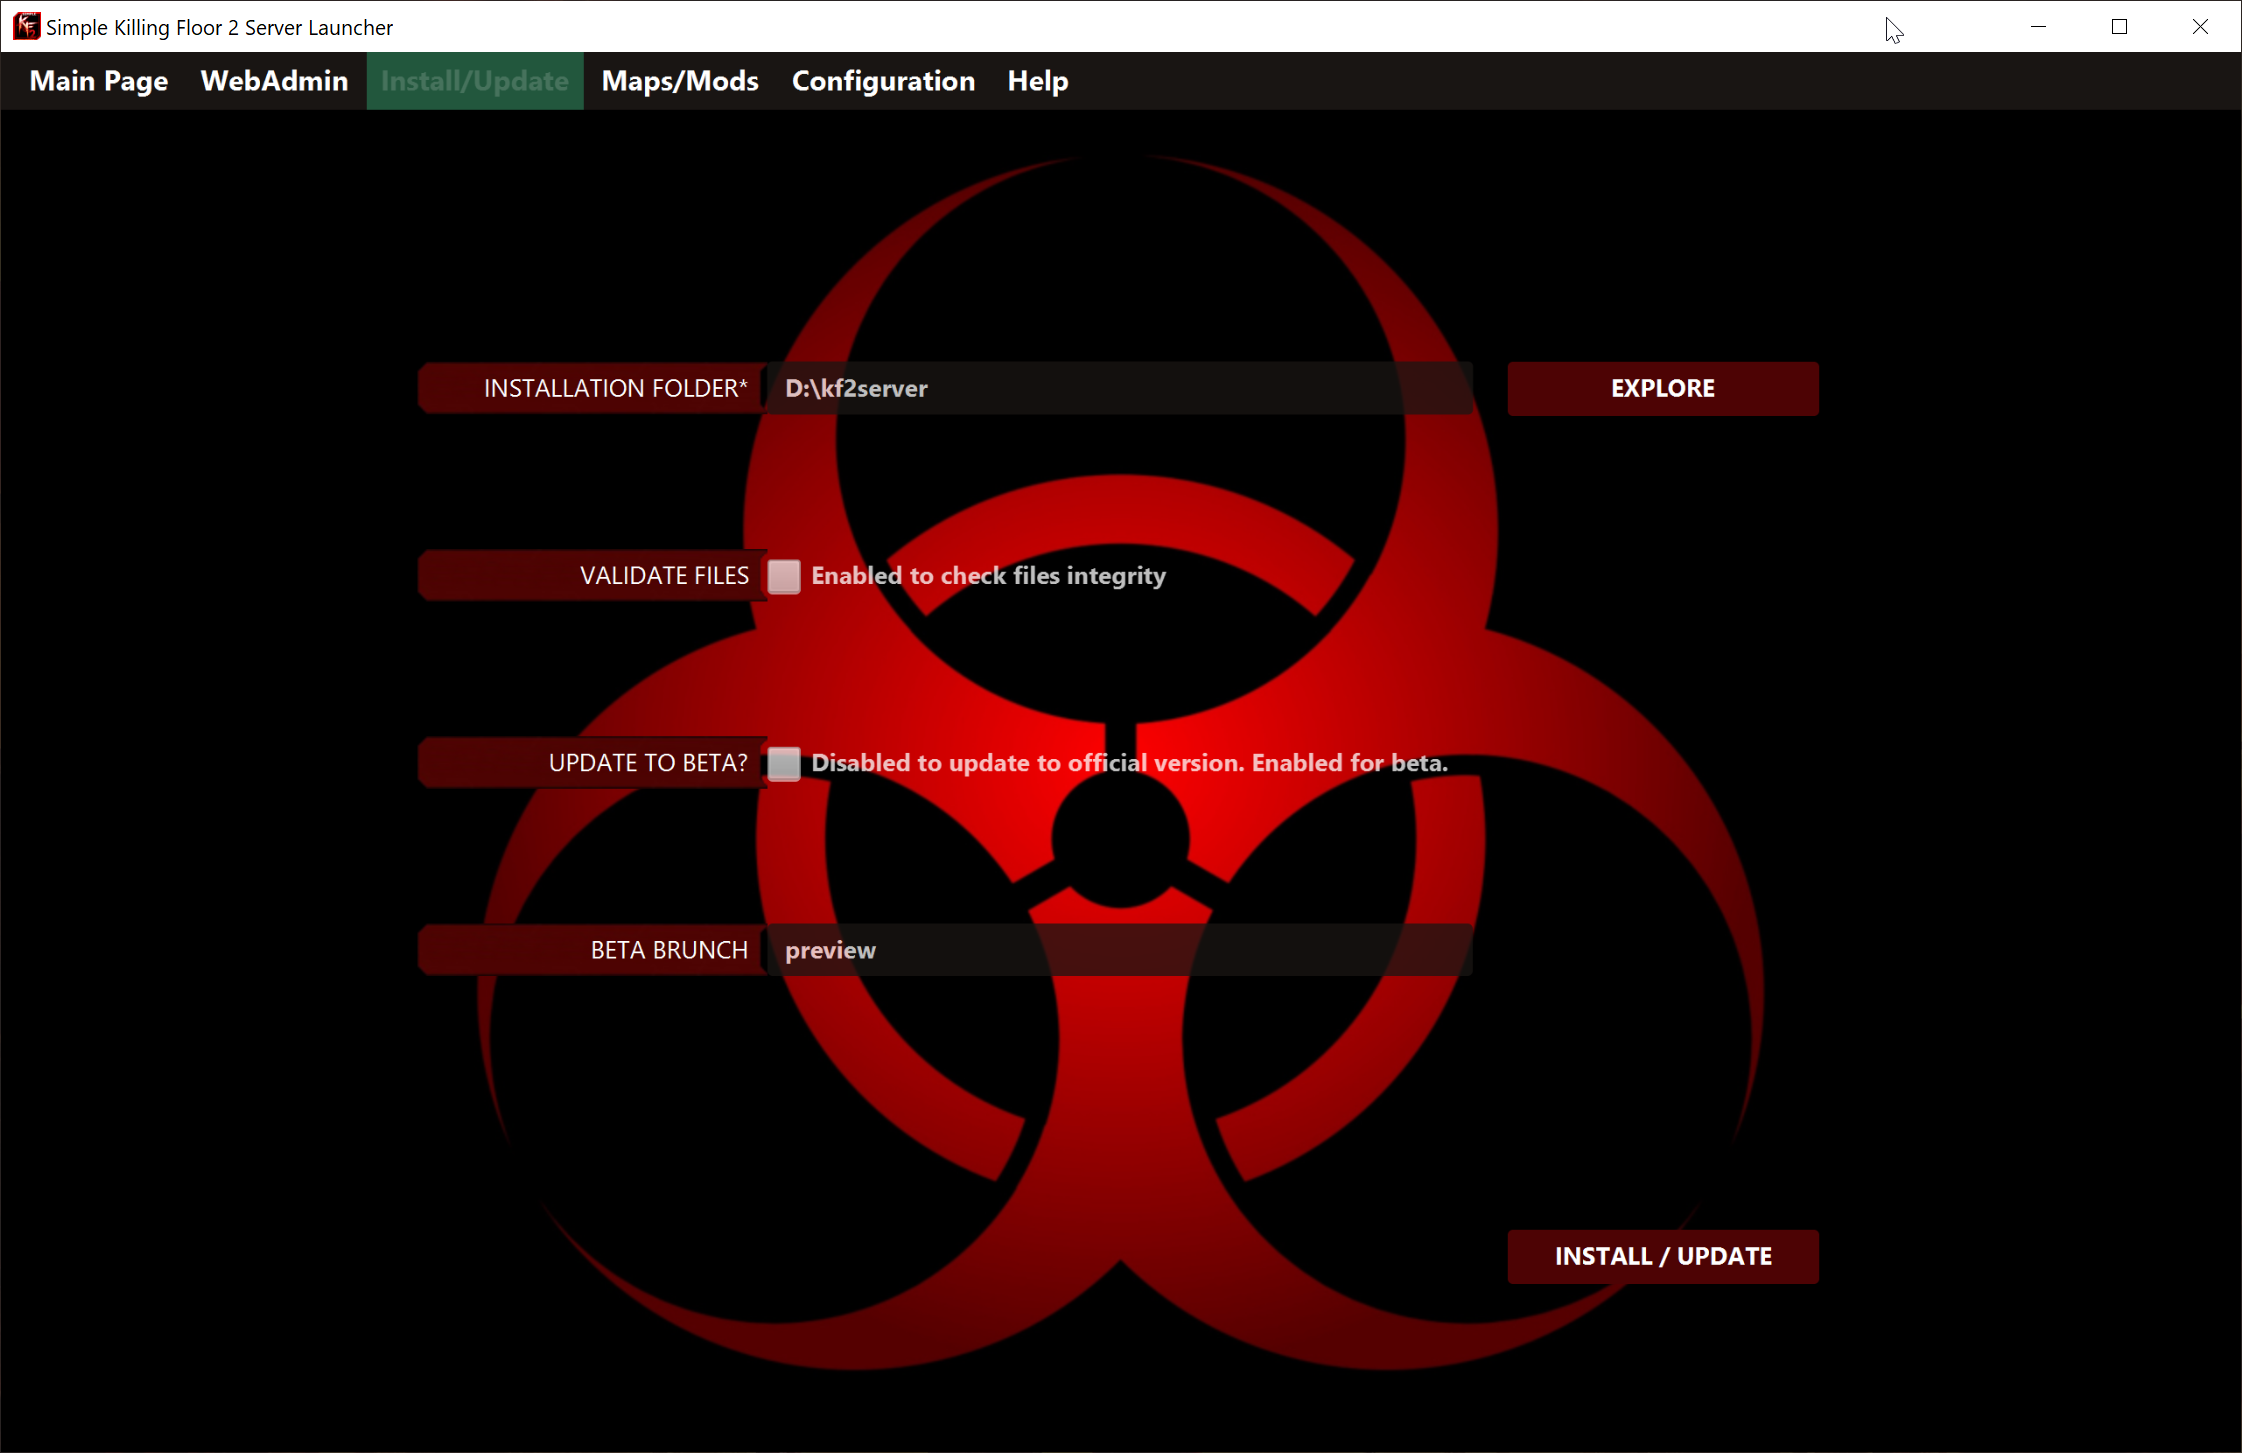 Simple Killing Floor 2 Server Launcher
Main Page WebAdmin Install/Update Maps/Mods Configuration Help
INSTALLATION FOLDER* D:\kf2server EXPLORE
VALIDATE FILES Enabled to check files integrity
UPDATE TO BETA? Disabled to update to official version. Enabled for beta.
BETA BRUNCH preview
INSTALL / UPDATE